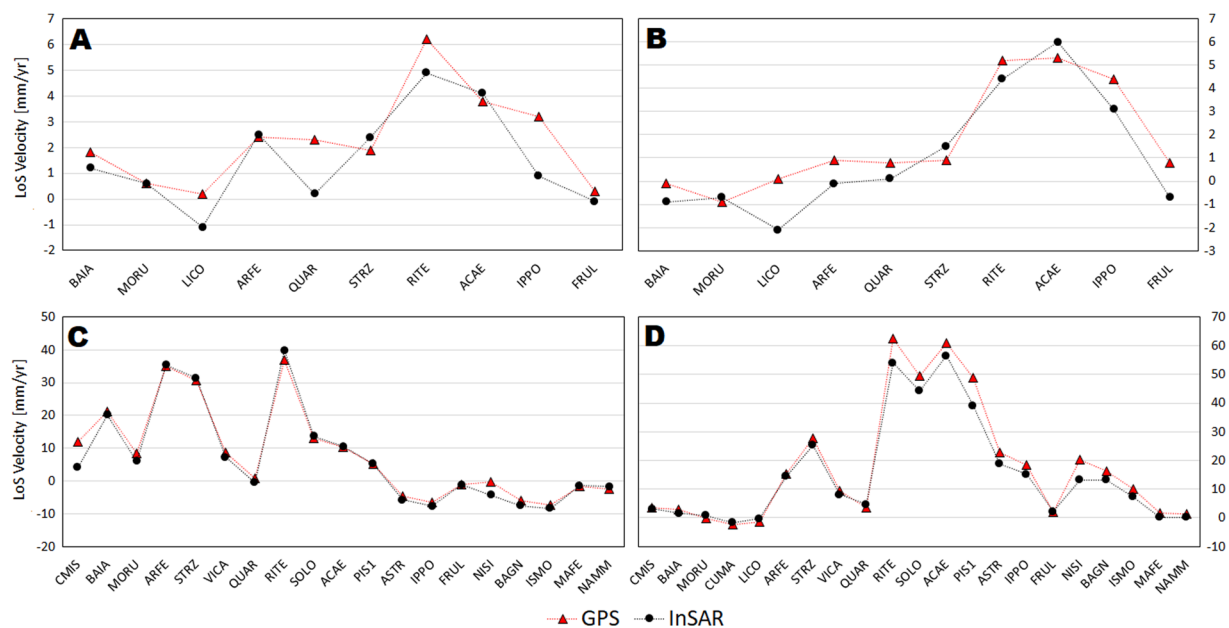 A
LoS Velocity [mm/yr]
7
6
5
4
3
2
1
0
-1
-2
BAIA
MORU
LICO
ARFE
QUAR
STRZ
RITE
ACAE
IPPO
FRUL
B
7
6
5
4
3
2
1
0
-1
-2
-3
BAIA
MORU
LICO
ARFE
QUAR
STRZ
RITE
ACAE
IPPO
FRUL
C
LoS Velocity [mm/yr]
50
40
30
20
10
0
-10
-20
CMIS
BAIA
MORU
ARFE
STRZ
VICA
QUAR
RITE
SOLO
ACAE
PIS1
ASTR
IPPO
FRUL
NISI
BAGN
ISMO
MAFE
NAMM
D
70
60
50
40
30
20
10
0
-10
CMIS
BAIA
MORU
CUMA
LICO
ARFE
STRZ
VICA
QUAR
RITE
SOLO
ACAE
PIS1
ASTR
IPPO
FRUL
NISI
BAGN
ISMO
MAFE
NAMM
GPS InSAR